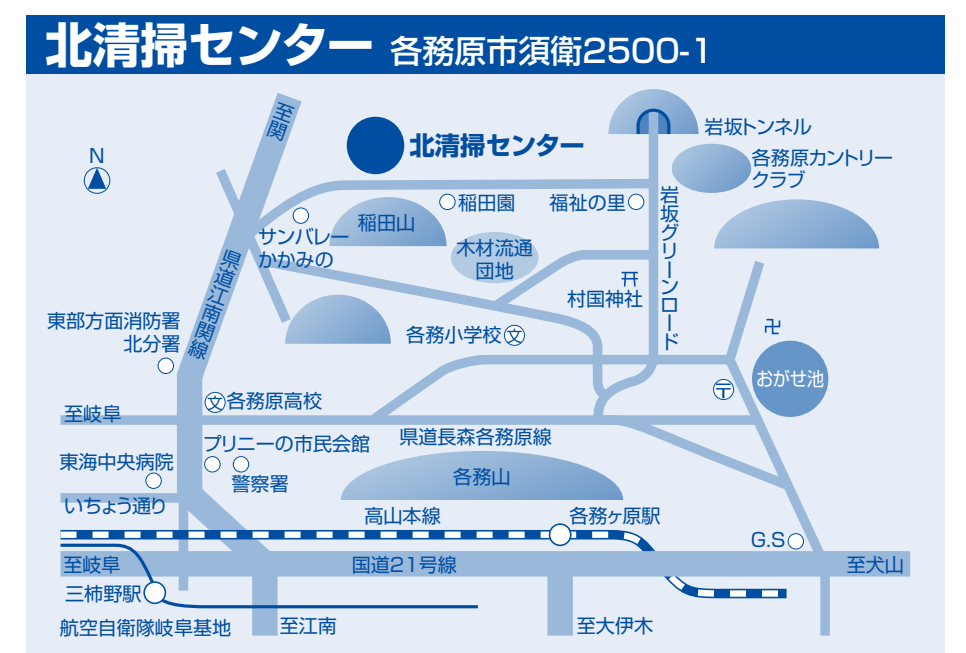 北清掃センター 各務原市須衛2500-1
至関
岩坂トンネル
北清掃センター
N
各務原カントリー
クラブ
稲田園
福祉の里
岩坂グリーンロード
稲田山
サンバレー
かかみの
木材流通
団地
県道江南関線
村国神社
東部方面消防署
北分署
各務小学校
文
卍
おがせ池
〒
文
各務原高校
至岐阜
県道長森各務原線
プリニーの市民会館
東海中央病院
警察署
各務山
いちょう通り
高山本線
各務ヶ原駅
G.S
至岐阜
国道21号線
至犬山
三柿野駅
航空自衛隊岐阜基地
至江南
至大伊木